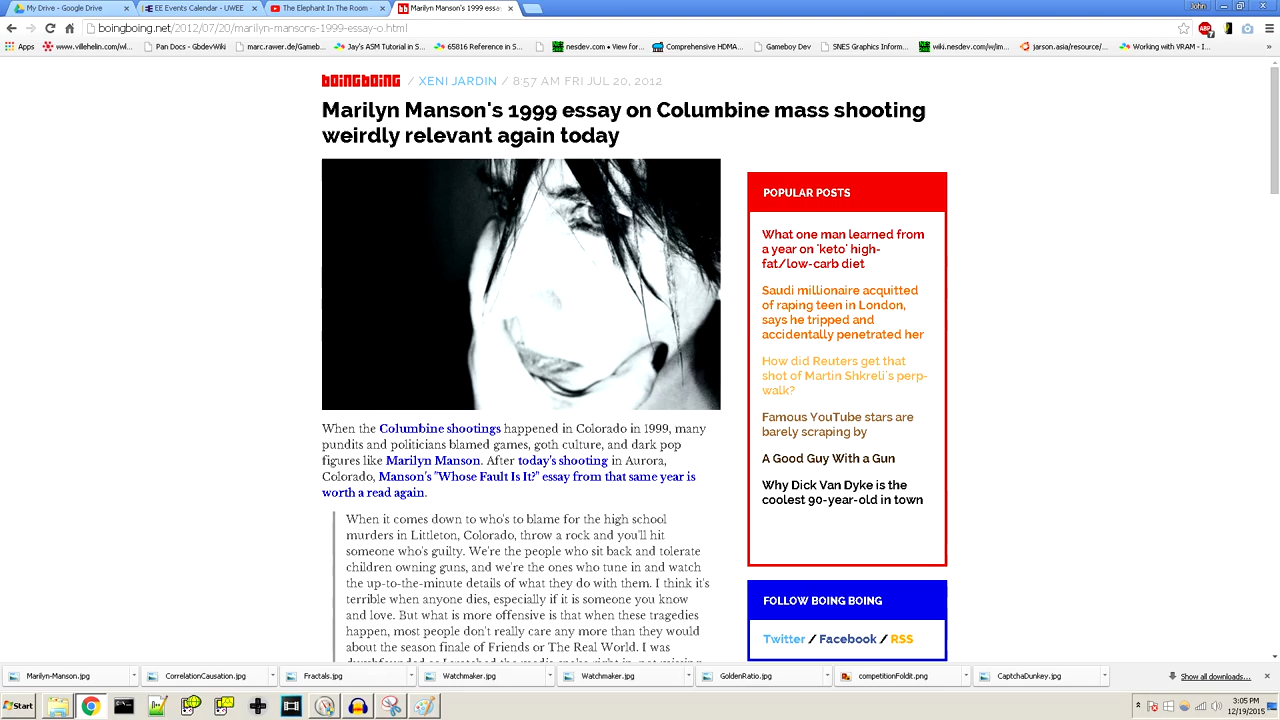 My Drive - Google Drive
EE Events Calendar - UWEE
The Elephant In The Room -
Marilyn Manson's 1999 essa
John
boingboing.net/2012/07/20/marilyn-mansons-1999-essay-o.html
Apps
www.villehelin.com/wl...
Pan Docs - GbdevWiki
marc.rawer.de/Gameb...
Jay's ASM Tutorial in S...
65816 Reference in S...
nesdev.com • View for...
Comprehensive HDMA...
Gameboy Dev
SNES Graphics Inform...
wiki.nesdev.com/w/im...
jarson.asia/resource/...
Working with VRAM - I...
boingboing / XENI JARDIN / 8:57 AM FRI JUL 20, 2012
Marilyn Manson's 1999 essay on Columbine mass shooting
weirdly relevant again today
When the Columbine shootings happened in Colorado in 1999, many
pundits and politicians blamed games, goth culture, and dark pop
figures like Marilyn Manson. After today's shooting in Aurora,
Colorado, Manson's "Whose Fault Is It?" essay from that same year is
worth a read again.
When it comes down to who's to blame for the high school
murders in Littleton, Colorado, throw a rock and you'll hit
someone who's guilty. We're the people who sit back and tolerate
children owning guns, and we're the ones who tune in and watch
the up-to-the-minute details of what they do with them. I think it's
terrible when anyone dies, especially if it is someone you know
and love. But what is more offensive is that when these tragedies
happen, most people don't really care any more than they would
about the season finale of Friends or The Real World. I was
POPULAR POSTS
What one man learned from
a year on 'keto' high-
fat/low-carb diet
Saudi millionaire acquitted
of raping teen in London,
says he tripped and
accidentally penetrated her
How did Reuters get that
shot of Martin Shkreli's perp-
walk?
Famous YouTube stars are
barely scraping by
A Good Guy With a Gun
Why Dick Van Dyke is the
coolest 90-year-old in town
FOLLOW BOING BOING
Twitter / Facebook / RSS
Marilyn-Manson.jpg
CorrelationCausation.jpg
Fractals.jpg
Watchmaker.jpg
Watchmaker.jpg
GoldenRatio.jpg
competitionFoldit.png
CaptchaDunkey.jpg
Show all downloads...
Start
3:05 PM
12/19/2015